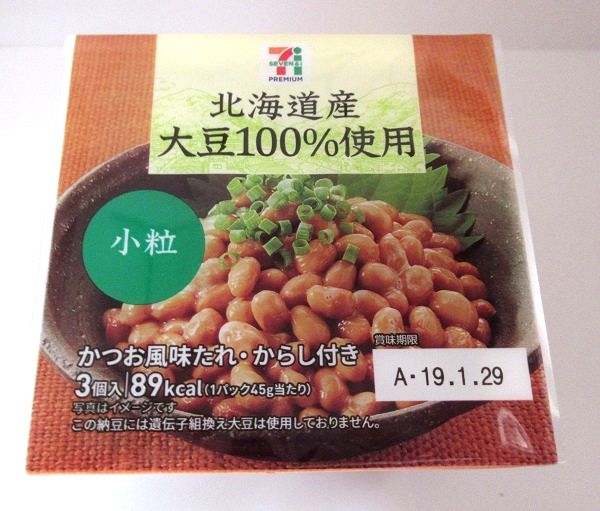 SEVEN&i
PREMIUM
北海道産
大豆100%使用
小粒
かつお風味たれ・からし付き
3個入 89kcal(1パック45g当たり)
写真はイメージです
この納豆には遺伝子組換え大豆は使用しておりません。
賞味期限
A・19.1.29